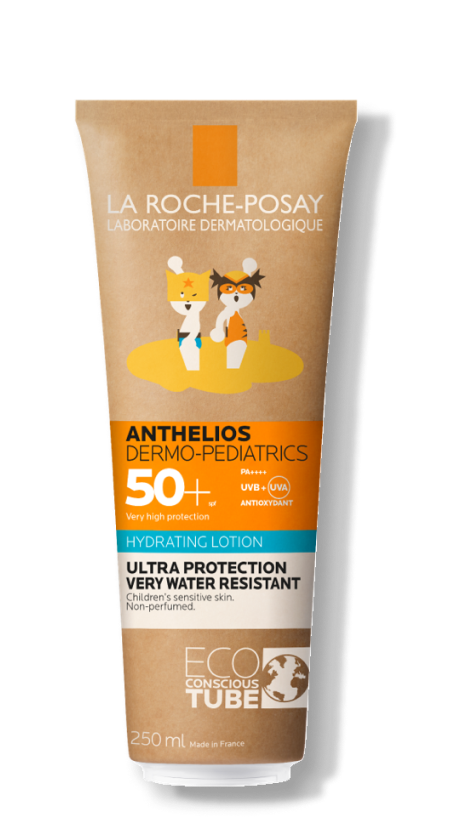 LA ROCHE-POSAY
LABORATOIRE DERMATOLOGIQUE
ANTHELIOS
DERMO-PEDIATRICS
50+ SPF
PA++++
UVB + UVA
ANTIOXYDANT
Very high protection
HYDRATING LOTION
ULTRA PROTECTION
VERY WATER RESISTANT
Children's sensitive skin.
Non-perfumed.
ECO
CONSCIOUS
TUBE
250 ml Made in France